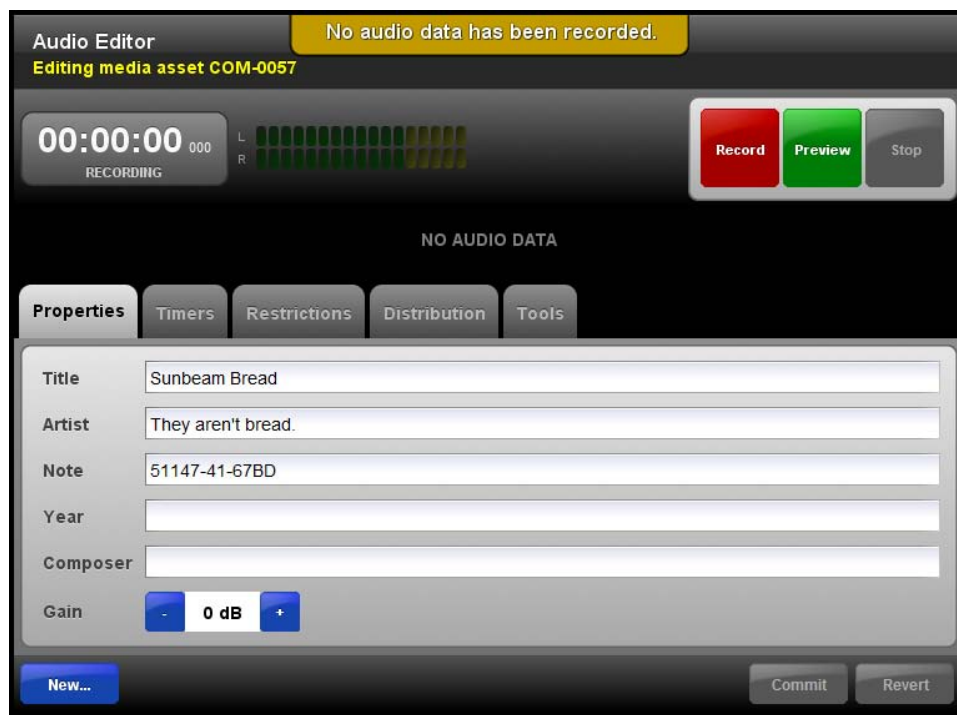 No audio data has been recorded.
Audio Editor
Editing media asset COM-0057
00:00:00 000
RECORDING
L
R
Record Preview Stop
NO AUDIO DATA
Properties Timers Restrictions Distribution Tools
Title Sunbeam Bread
Artist They aren't bread.
Note 51147-41-67BD
Year
Composer
Gain - 0 dB +
New... Commit Revert